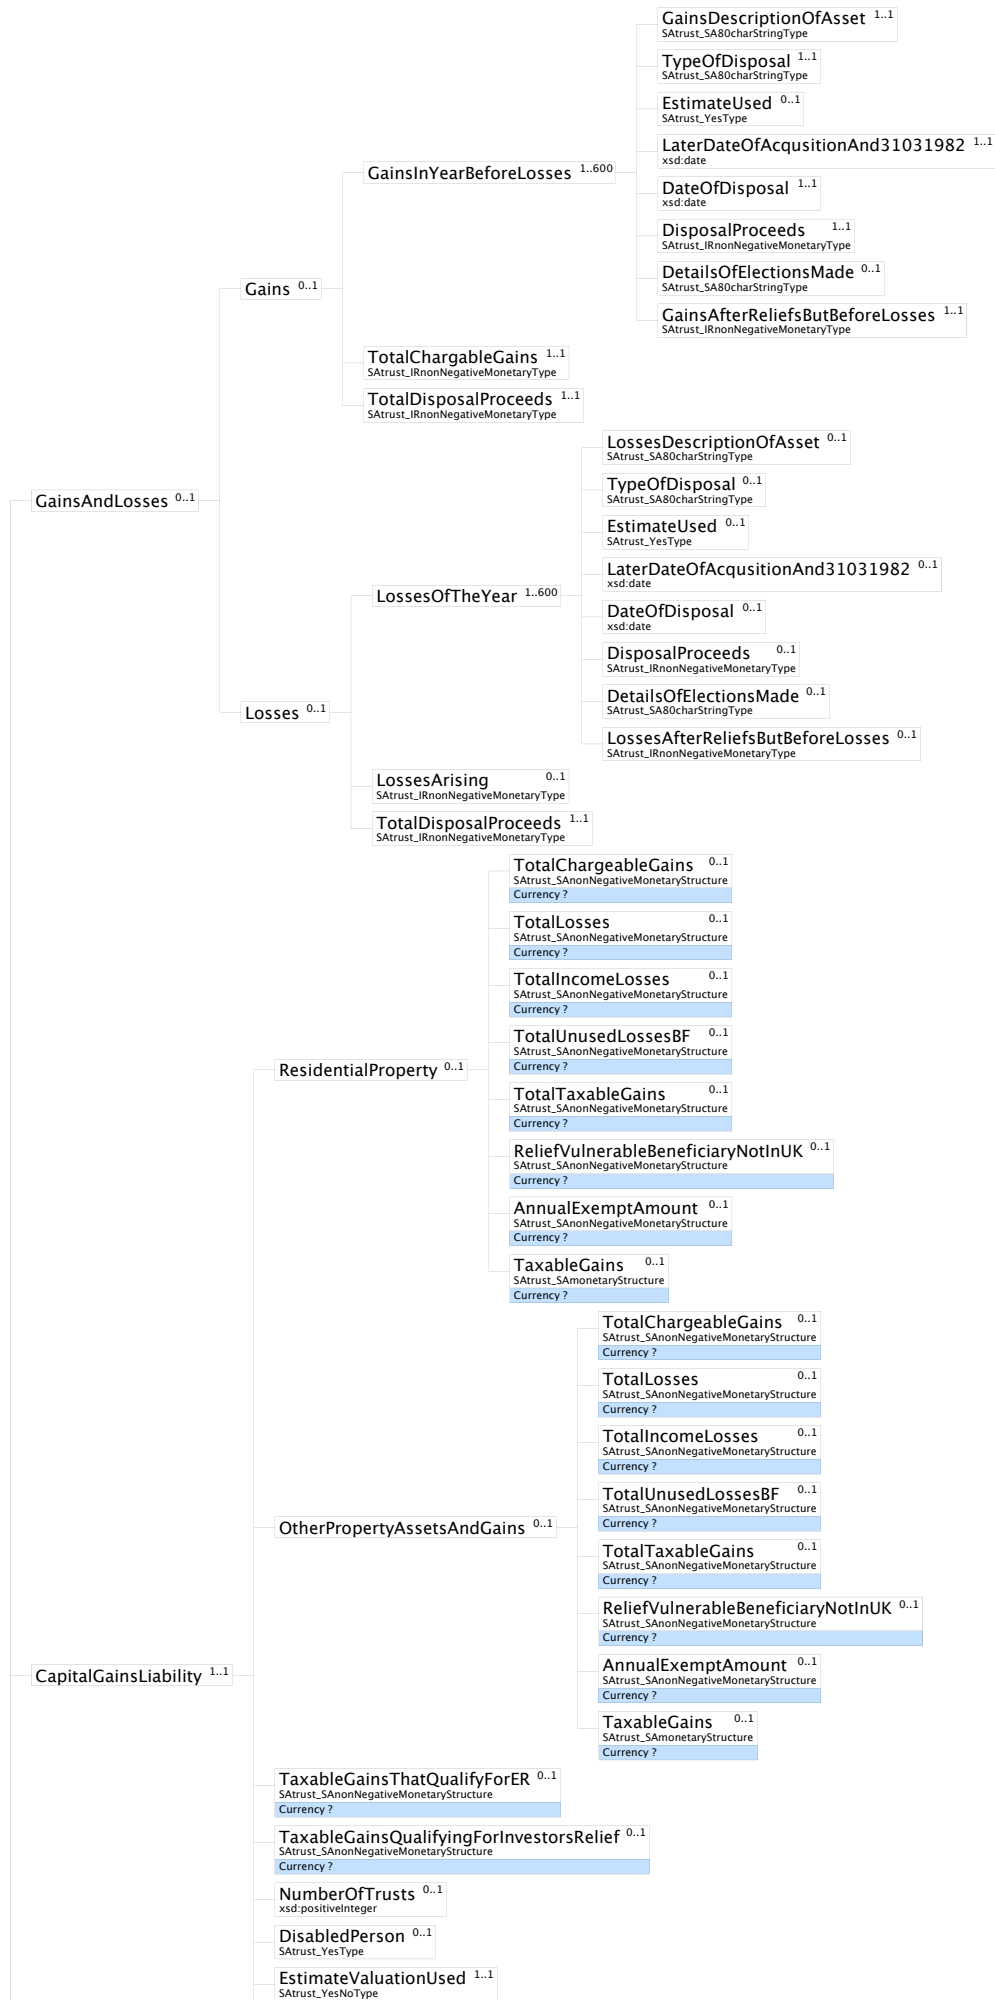 GainsDescriptionOfAsset 1..1
SAtrust_SA80charStringType
TypeOfDisposal 1..1
SAtrust_SA80charStringType
EstimateUsed 0..1
SAtrust_YesType
LaterDateOfAcqusitionAnd31031982 1..1
xsd:date
GainsInYearBeforeLosses 1..600
DateOfDisposal 1..1
xsd:date
DisposalProceeds 1..1
SAtrust_IRnonNegativeMonetaryType
DetailsOfElectionsMade 0..1
SAtrust_SA80charStringType
Gains 0..1
GainsAfterReliefsButBeforeLosses 1..1
SAtrust_IRnonNegativeMonetaryType
TotalChargableGains 1..1
SAtrust_IRnonNegativeMonetaryType
TotalDisposalProceeds 1..1
SAtrust_IRnonNegativeMonetaryType
LossesDescriptionOfAsset 0..1
SAtrust_SA80charStringType
TypeOfDisposal 0..1
SAtrust_SA80charStringType
GainsAndLosses 0..1
EstimateUsed 0..1
SAtrust_YesType
LaterDateOfAcqusitionAnd31031982 0..1
xsd:date
LossesOfTheYear 1..600
DateOfDisposal 0..1
xsd:date
DisposalProceeds 0..1
SAtrust_IRnonNegativeMonetaryType
DetailsOfElectionsMade 0..1
SAtrust_SA80charStringType
Losses 0..1
LossesAfterReliefsButBeforeLosses 0..1
SAtrust_IRnonNegativeMonetaryType
LossesArising 0..1
SAtrust_IRnonNegativeMonetaryType
TotalDisposalProceeds 1..1
SAtrust_IRnonNegativeMonetaryType
TotalChargeableGains 0..1
SAtrust_SAnonNegativeMonetaryStructure
Currency ?
TotalLosses 0..1
SAtrust_SAnonNegativeMonetaryStructure
Currency ?
TotalIncomeLosses 0..1
SAtrust_SAnonNegativeMonetaryStructure
Currency ?
TotalUnusedLossesBF 0..1
SAtrust_SAnonNegativeMonetaryStructure
Currency ?
ResidentialProperty 0..1
TotalTaxableGains 0..1
SAtrust_SAnonNegativeMonetaryStructure
Currency ?
ReliefVulnerableBeneficiaryNotInUK 0..1
SAtrust_SAnonNegativeMonetaryStructure
Currency ?
AnnualExemptAmount 0..1
SAtrust_SAnonNegativeMonetaryStructure
Currency ?
TaxableGains 0..1
SAtrust_SAmonetaryStructure
Currency ?
TotalChargeableGains 0..1
SAtrust_SAnonNegativeMonetaryStructure
Currency ?
TotalLosses 0..1
SAtrust_SAnonNegativeMonetaryStructure
Currency ?
TotalIncomeLosses 0..1
SAtrust_SAnonNegativeMonetaryStructure
Currency ?
TotalUnusedLossesBF 0..1
SAtrust_SAnonNegativeMonetaryStructure
Currency ?
OtherPropertyAssetsAndGains 0..1
TotalTaxableGains 0..1
SAtrust_SAnonNegativeMonetaryStructure
Currency ?
ReliefVulnerableBeneficiaryNotInUK 0..1
SAtrust_SAnonNegativeMonetaryStructure
Currency ?
CapitalGainsLiability 1..1
AnnualExemptAmount 0..1
SAtrust_SAnonNegativeMonetaryStructure
Currency ?
TaxableGains 0..1
SAtrust_SAmonetaryStructure
Currency ?
TaxableGainsThatQualifyForER 0..1
SAtrust_SAnonNegativeMonetaryStructure
Currency ?
TaxableGainsQualifyingForInvestorsRelief 0..1
SAtrust_SAnonNegativeMonetaryStructure
Currency ?
NumberOfTrusts 0..1
xsd:positiveInteger
DisabledPerson 0..1
SAtrust_YesType
EstimateValuationUsed 1..1
SAtrust_YesNoType